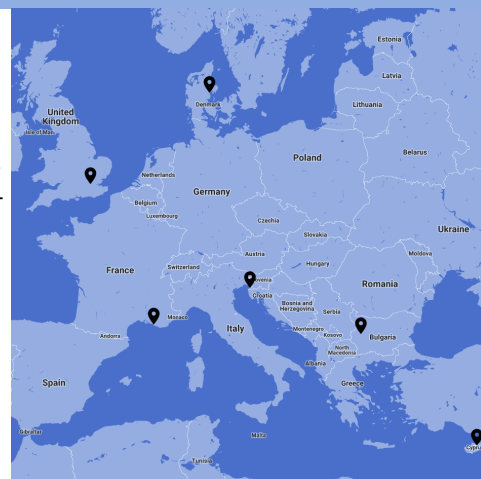 Estonia
Latvia
Denmark
Lithuania
United
Kingdom
Isle of Man
Belarus
Poland
Netherlands
Germany
Belgium
Luxembourg
Czechia
Ukraine
Slovakia
Moldova
Austria
Hungary
France
Switzerland
Slovenia
Romania
Croatia
Bosnia and
Herzegovina
Serbia
Monaco
Italy
Montenegro
Kosovo
Bulgaria
Andorra
North
Macedonia
Albania
Spain
Greece
Gibraltar
Malta
Cyprus
Tunisia